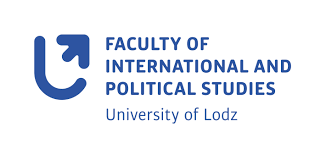 FACULTY OF
INTERNATIONAL AND
POLITICAL STUDIES
University of Lodz